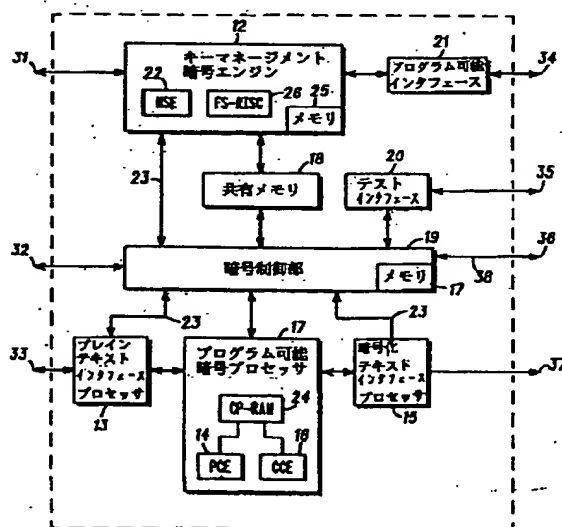 12
21
31
キーマネージメント
暗号エンジン
プログラム可能
インタフェース
34
22
26
25
NSE
FS-RISC
メモリ
23
18
共有メモリ
20
テスト
インタフェース
35
19
32
暗号制御部
メモリ
17
36
38
23
17
23
33
プレイン
テキスト
インタフェース
プロセッサ
13
プログラム可能
暗号プロセッサ
24
CP-RAM
14
PCE
16
CCE
暗号化
テキスト
インタフェース
プロセッサ
15
37